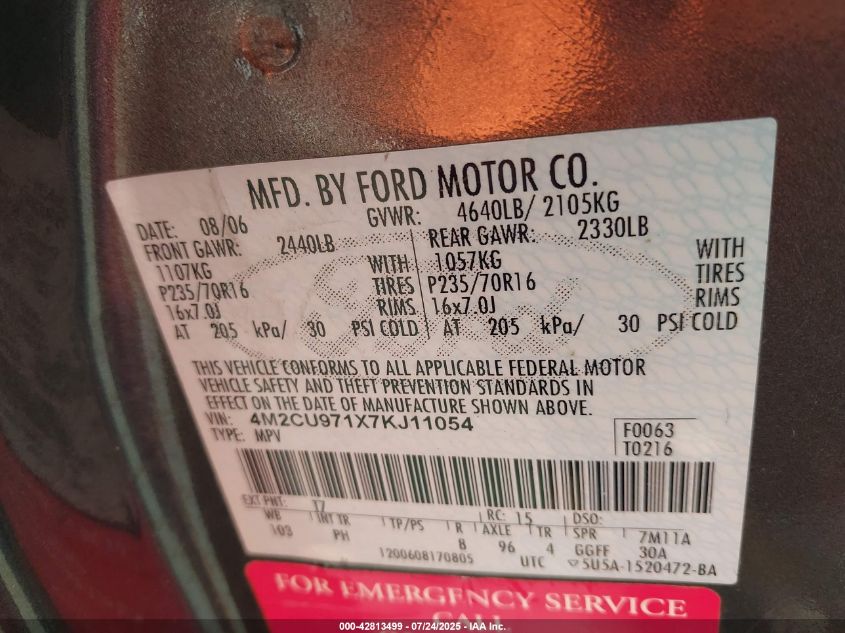 MFD. BY FORD MOTOR CO.
DATE: 08/06 GVWR: 4640LB/ 2105KG
FRONT GAWR: 2440LB REAR GAWR: 2330LB
1107KG WITH 1057KG WITH
P235/70R16 TIRES P235/70R16 TIRES
16x7.0J RIMS 16x7.0J RIMS
AT 205 kPa/ 30 PSI COLD AT 205 kPa/ 30 PSI COLD
THIS VEHICLE CONFORMS TO ALL APPLICABLE FEDERAL MOTOR
VEHICLE SAFETY AND THEFT PREVENTION STANDARDS IN
EFFECT ON THE DATE OF MANUFACTURE SHOWN ABOVE.
VIN: 4M2CU971X7KJ11054
TYPE: MPV
F0063
T0216
EXT PNT: T7 RC: 15 DSO:
WB INT TR TP/PS R AXLE TR SPR 7M11A
103 PH 8 96 4 GGFF 30A
1200608170805 UTC 5U5A-1520472-BA
FOR EMERGENCY SERVICE
CALL
000-42813499 - 07/24/2025 - IAA Inc.